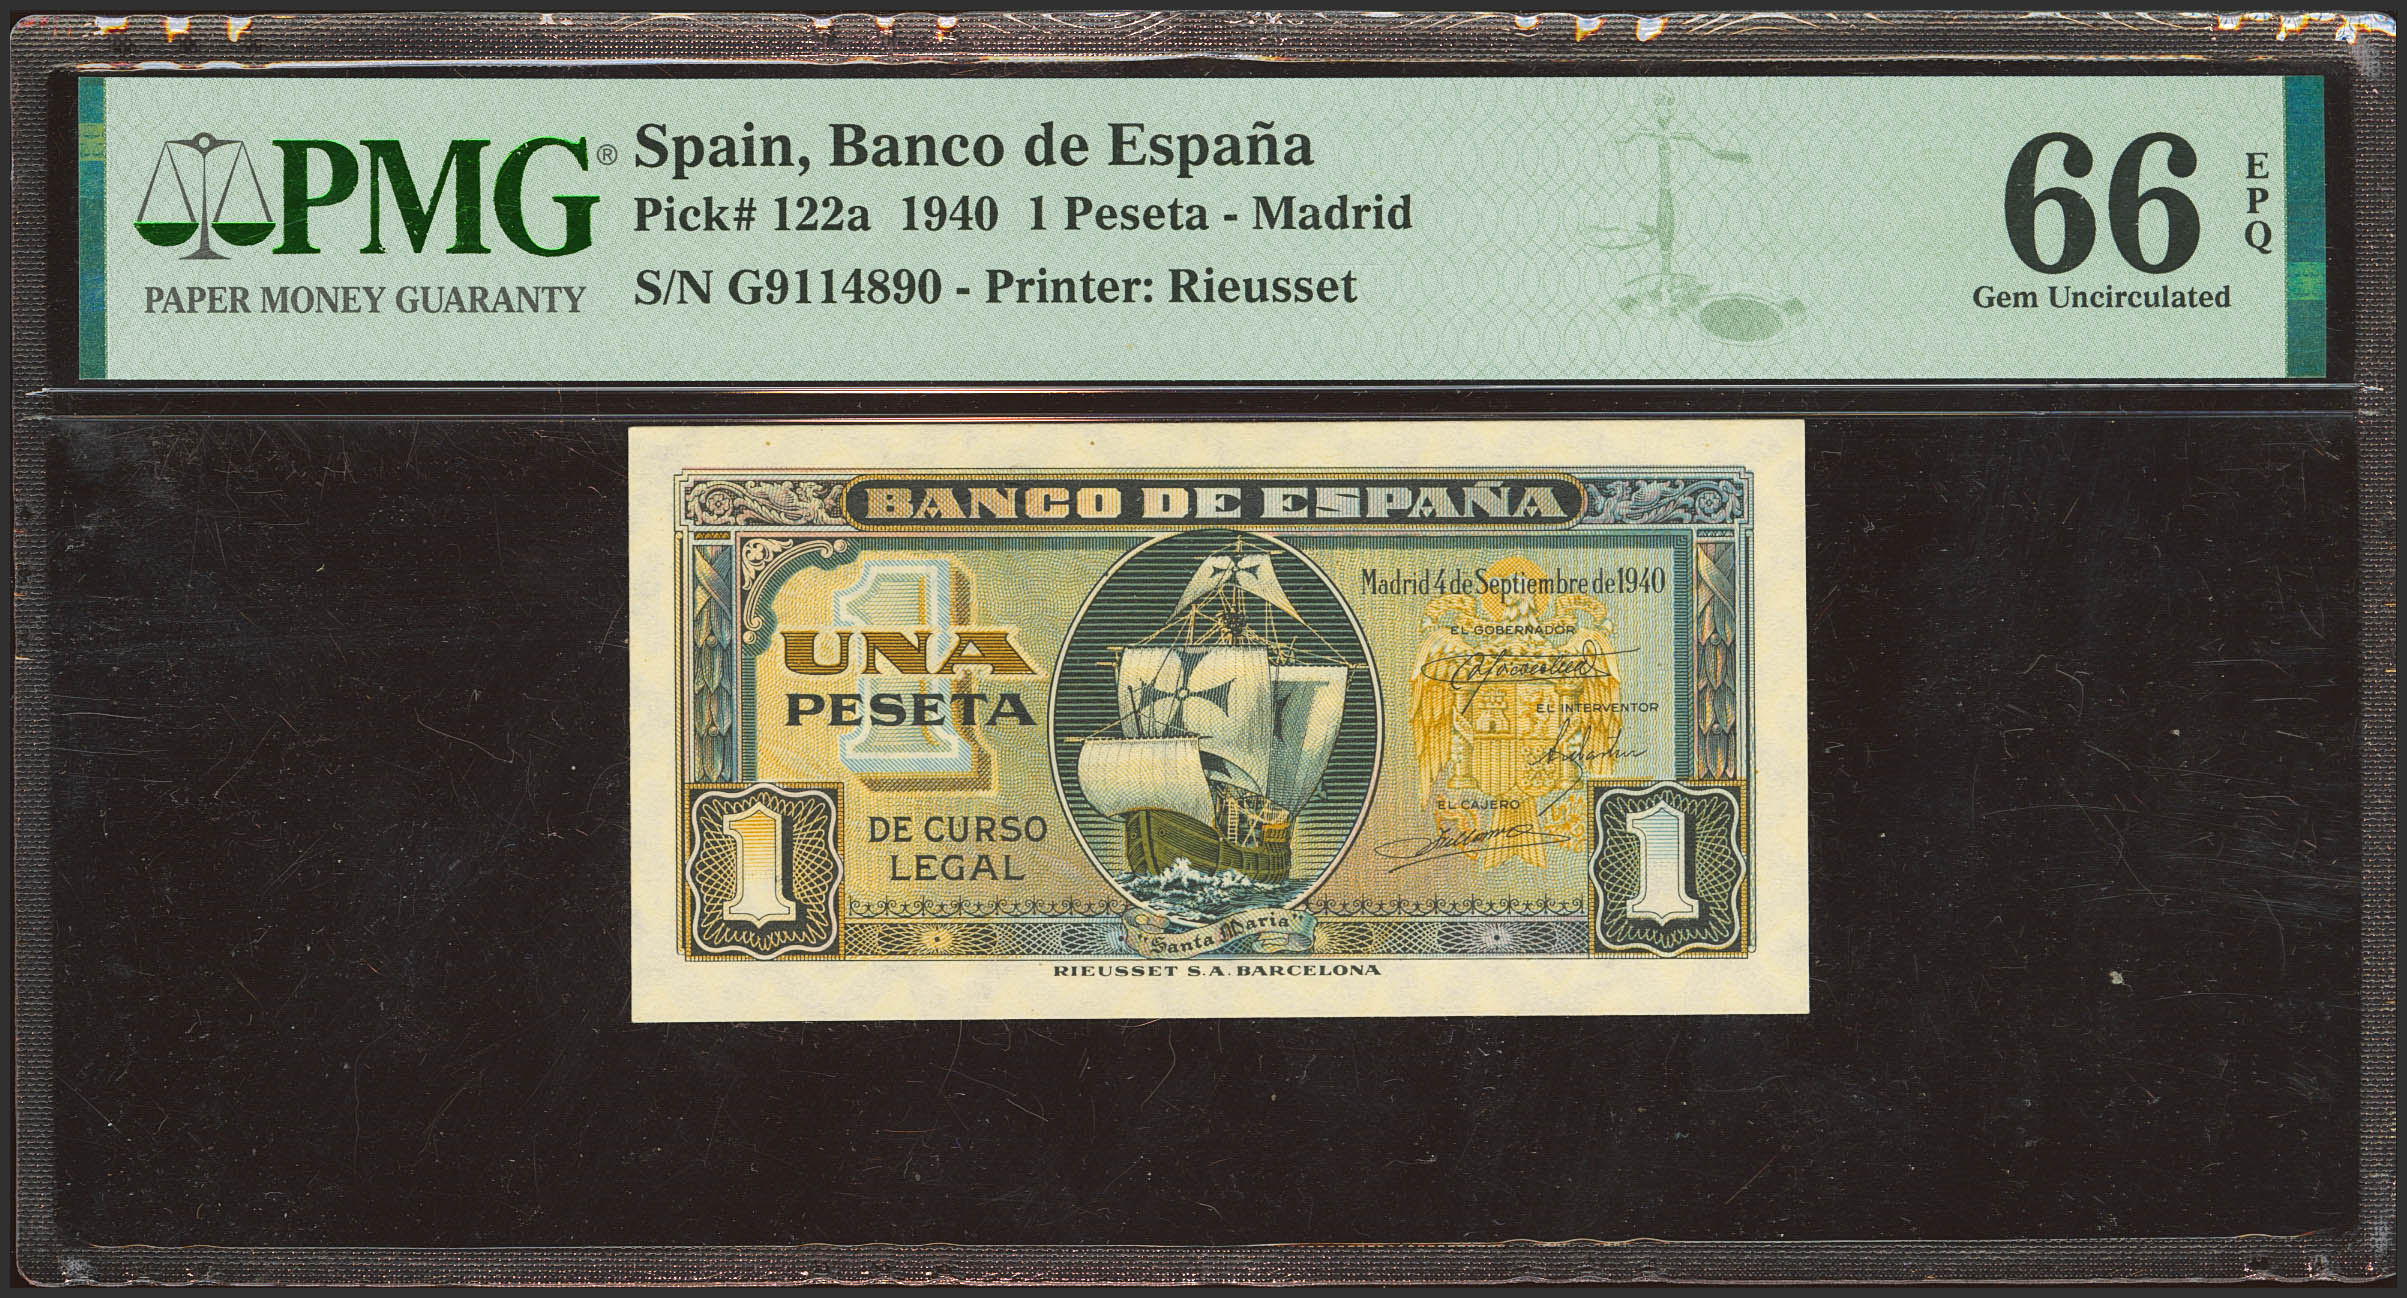 PMG®
PAPER MONEY GUARANTY
Spain, Banco de España
Pick# 122a 1940 1 Peseta - Madrid
S/N G9114890 - Printer: Rieusset
66
EPQ
Gem Uncirculated
BANCO DE ESPAÑA
1
UNA
PESETA
DE CURSO
LEGAL
Madrid 4 de Septiembre de 1940
EL GOBERNADOR
EL INTERVENTOR
EL CAJERO
1
1
"Santa Maria"
RIEUSSET S.A. BARCELONA